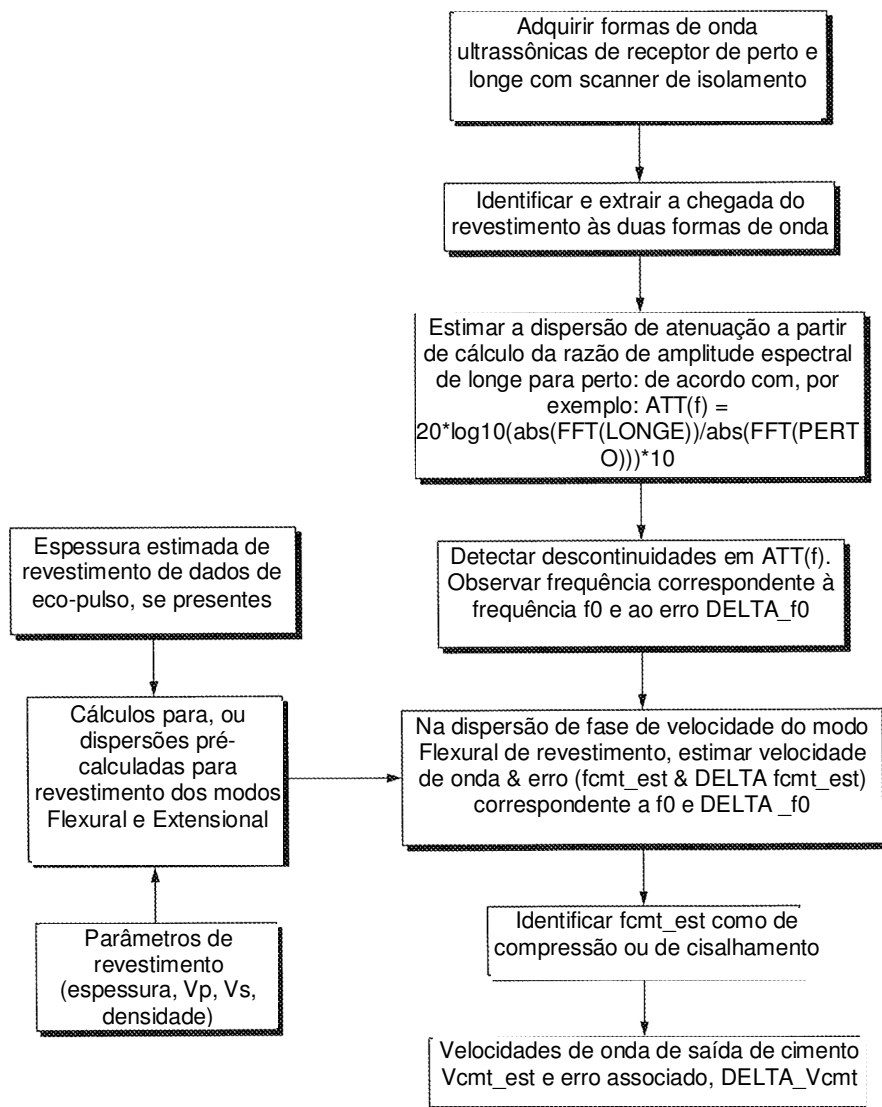 Adquirir formas de onda
ultrassônicas de receptor de perto e
longe com scanner de isolamento
Identificar e extrair a chegada do
revestimento às duas formas de onda
Estimar a dispersão de atenuação a partir
de cálculo da razão de amplitude espectral
de longe para perto: de acordo com, por
exemplo: ATT(f) =
20*log10(abs(FFT(LONGE))/abs(FFT(PERT
O)))*10
Espessura estimada de
revestimento de dados de
eco-pulso, se presentes
Detectar descontinuidades em ATT(f).
Observar frequência correspondente à
frequência f0 e ao erro DELTA_f0
Cálculos para, ou
dispersões pré-
calculadas para
revestimento dos modos
Flexural e Extensional
Na dispersão de fase de velocidade do modo
Flexural de revestimento, estimar velocidade
de onda & erro (fcmt_est & DELTA fcmt_est)
correspondente a f0 e DELTA _f0
Parâmetros de
revestimento
(espessura, Vp, Vs,
densidade)
Identificar fcmt_est como de
compressão ou de cisalhamento
Velocidades de onda de saída de cimento
Vcmt_est e erro associado, DELTA_Vcmt